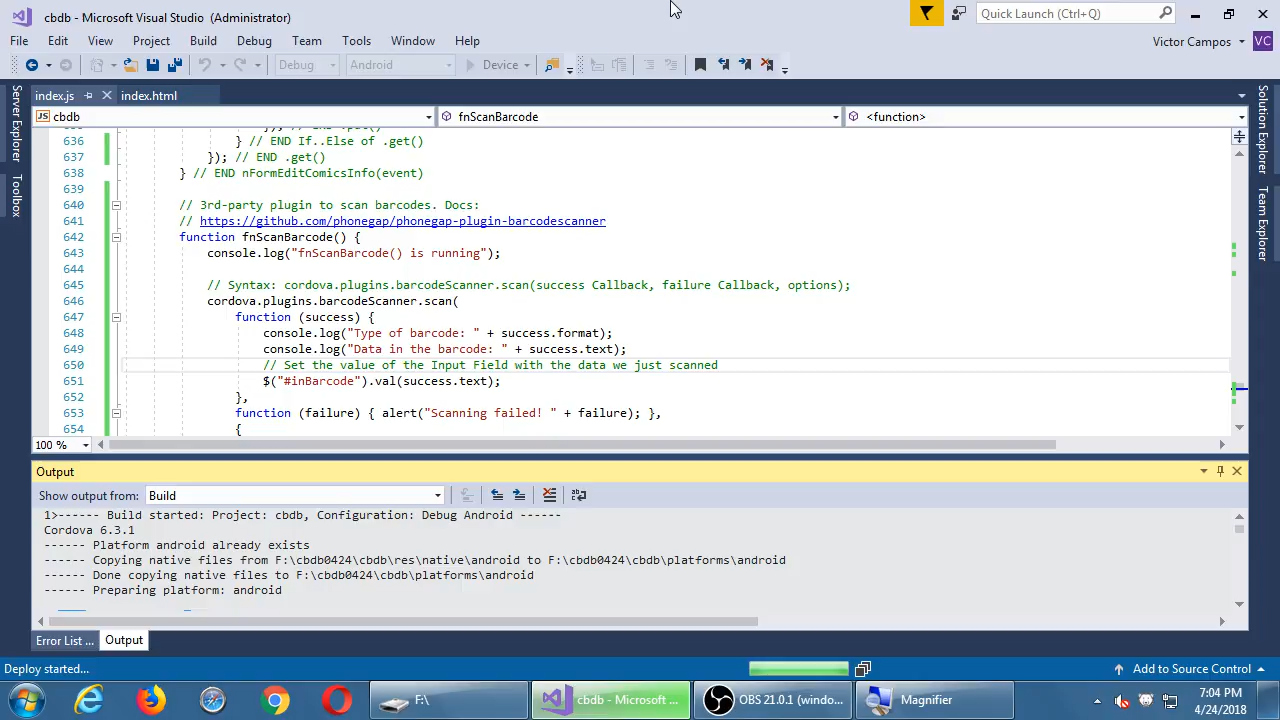 cbdb - Microsoft Visual Studio (Administrator)
Quick Launch (Ctrl+Q)
File Edit View Project Build Debug Team Tools Window Help
Victor Campos
VC
Debug
Android
Device
index.js
index.html
cbdb
fnScanBarcode
<function>
636 } // END If..Else of .get()
637 }); // END .get()
638 } // END nFormEditComicsInfo(event)
639
640 // 3rd-party plugin to scan barcodes. Docs:
641 // https://github.com/phonegap/phonegap-plugin-barcodescanner
642 function fnScanBarcode() {
643 console.log("fnScanBarcode() is running");
644
645 // Syntax: cordova.plugins.barcodeScanner.scan(success Callback, failure Callback, options);
646 cordova.plugins.barcodeScanner.scan(
647 function (success) {
648 console.log("Type of barcode: " + success.format);
649 console.log("Data in the barcode: " + success.text);
650 // Set the value of the Input Field with the data we just scanned
651 $("#inBarcode").val(success.text);
652 },
653 function (failure) { alert("Scanning failed! " + failure); },
654 {
100 %
Server Explorer
Toolbox
Solution Explorer
Team Explorer
Output
Show output from: Build
1>------ Build started: Project: cbdb, Configuration: Debug Android ------
Cordova 6.3.1
------ Platform android already exists
------ Copying native files from F:\cbdb0424\cbdb\res\native\android to F:\cbdb0424\cbdb\platforms\android
------ Done copying native files to F:\cbdb0424\cbdb\platforms\android
------ Preparing platform: android
Error List ...
Output
Deploy started...
Add to Source Control
F:\
cbdb - Microsoft ...
OBS 21.0.1 (windo...
Magnifier
7:04 PM
4/24/2018